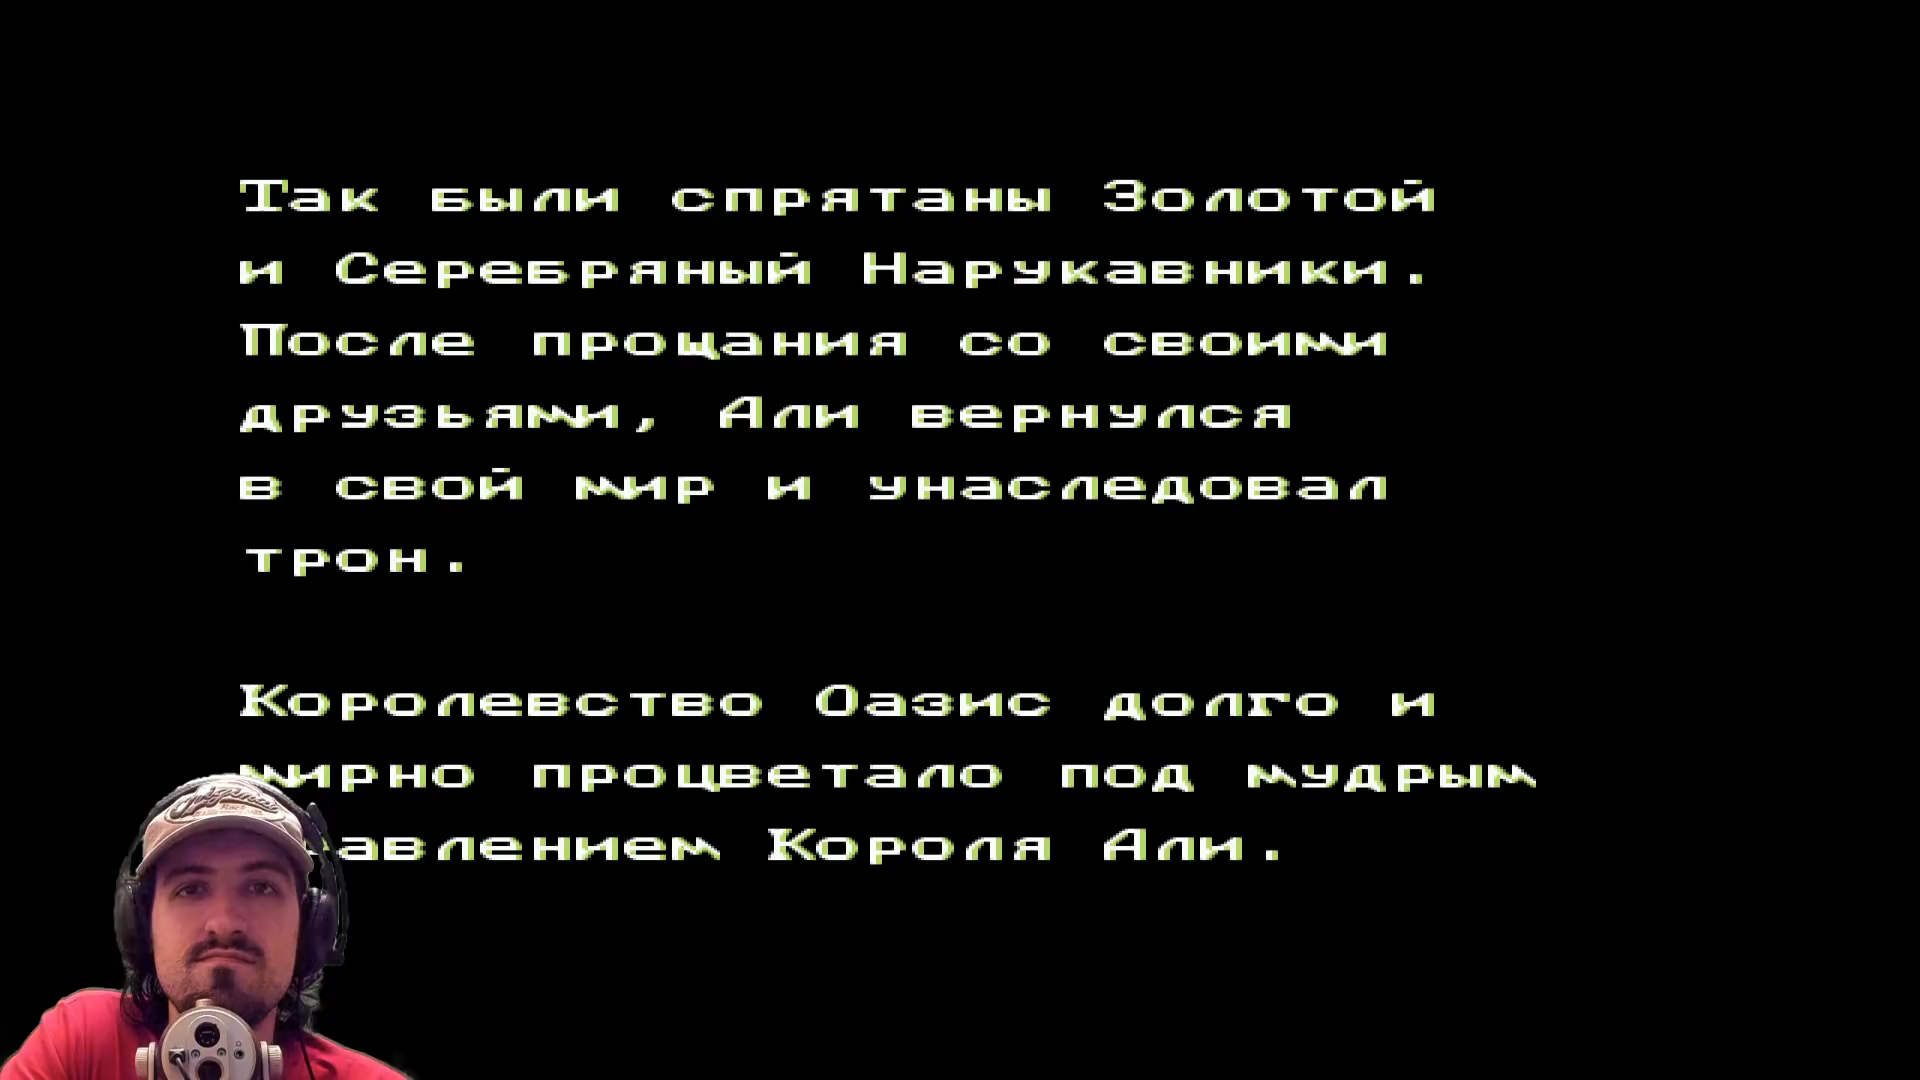 Так были спрятаны Золотой
и Серебряный Нарукавники.
После прощания со своими
друзьями, Али вернулся
в свой мир и унаследовал
трон.
Королевство Оазис долго и
мирно процветало под мудрым
Короля Али.
Original